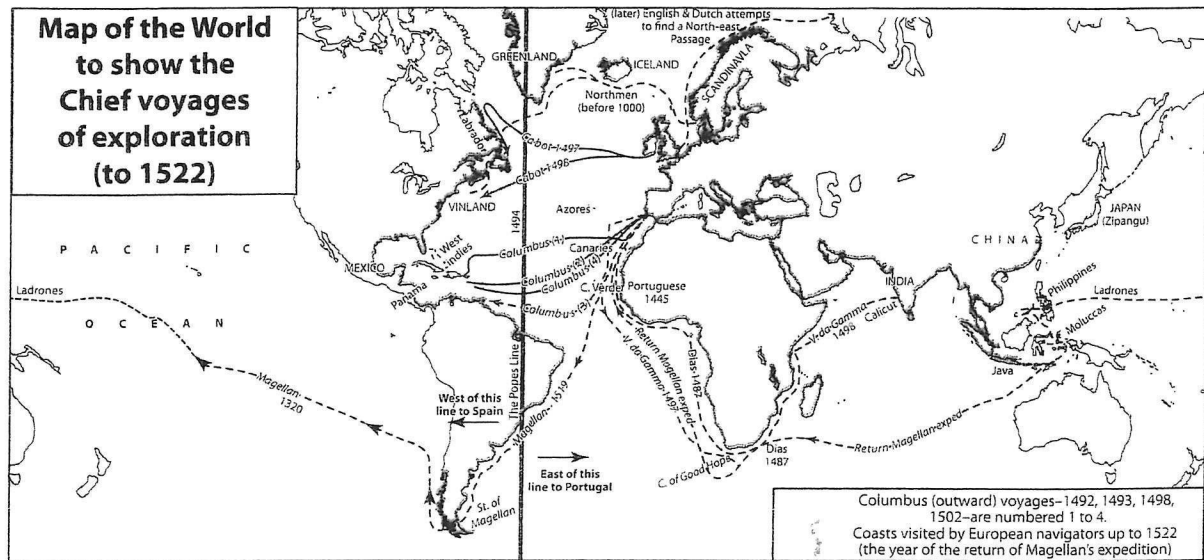 Map of the World
to show the
Chief voyages
of exploration
(to 1522)
(later) English & Dutch attempts
to find a North-east
Passage
GREENLAND
ICELAND
SCANDINAVLA
Northmen
(before 1000)
Labrador
Cabot 1497
Cabot 1498
VINLAND
1494
Azores
JAPAN
(Zipangu)
CHINA
PACIFIC
West
Indies
Columbus (1)
Canaries
MEXICO
Columbus (2)
Columbus (4)
INDIA
Ladrones
Panama
C. Verde
Portuguese
1445
Philippines
Ladrones
OCEAN
Columbus (3)
V. da Gamma
1498
Calicut
Moluccas
Java
The Popes Line
Magellan 1519
Return Magellan exped
V. da Gamma 1497
Dias 1487
Magellan
1320
West of this
line to Spain
Return Magellan exped
Dias
1487
East of this
line to Portugal
C. of Good Hope
St. of
Magellan
Columbus (outward) voyages–1492, 1493, 1498,
1502–are numbered 1 to 4.
Coasts visited by European navigators up to 1522
(the year of the return of Magellan's expedition)